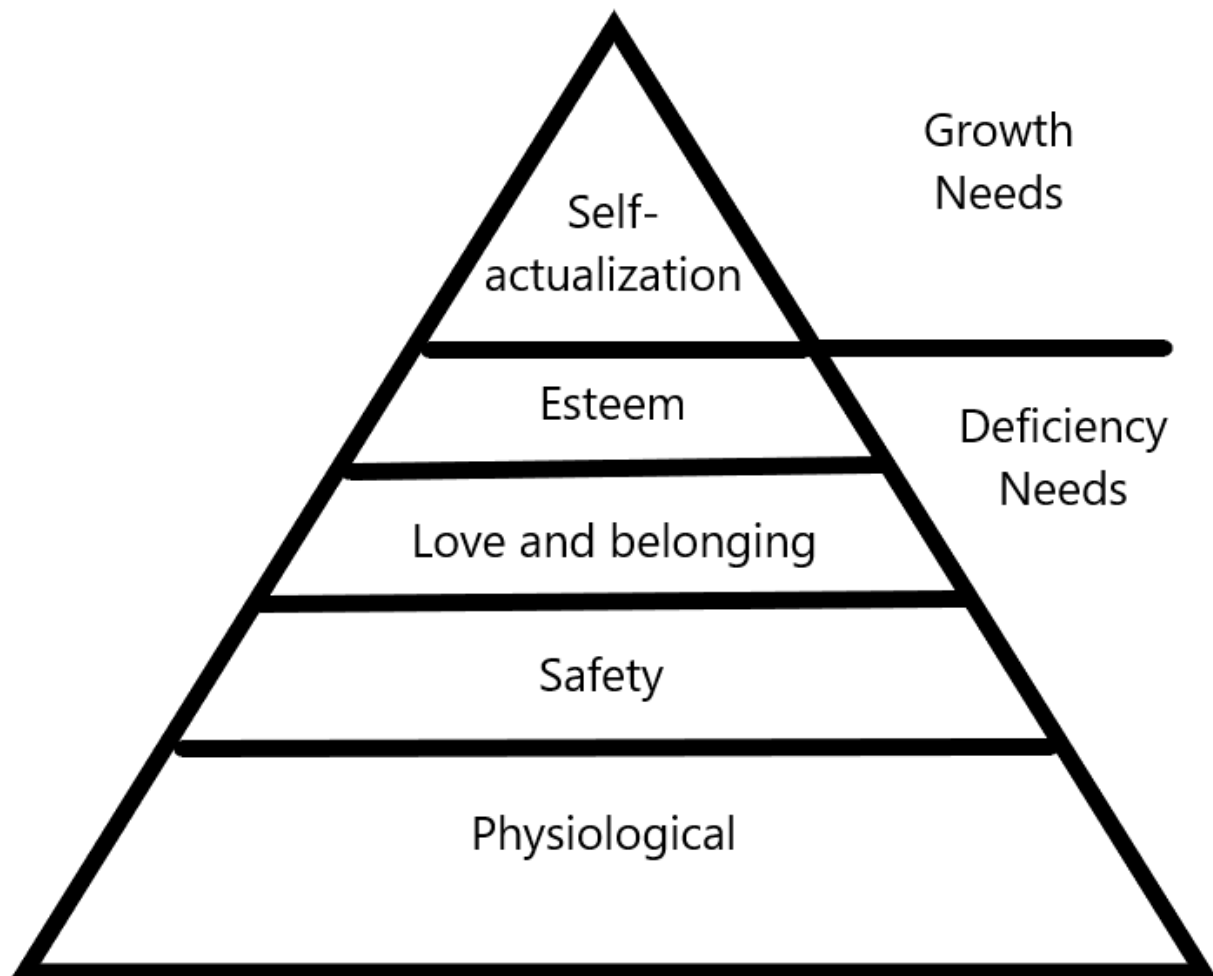 Growth
Needs
Self-
actualization
Esteem
Deficiency
Needs
Love and belonging
Safety
Physiological